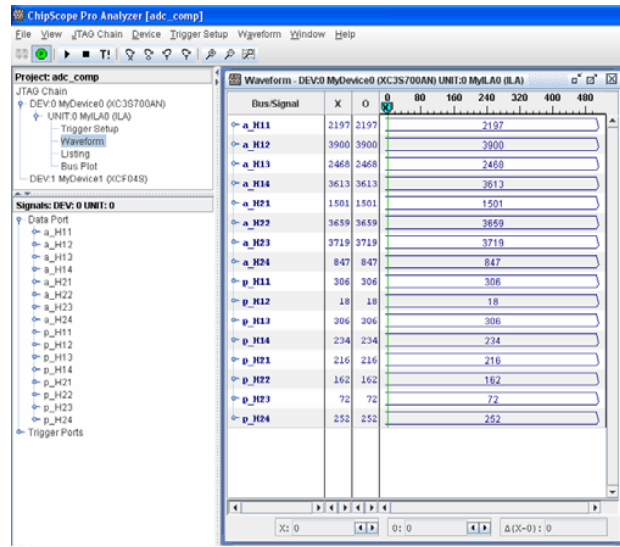 ChipScope Pro Analyzer [adc_comp]
File View JTAG Chain Device Trigger Setup Waveform Window Help
T!
Project: adc_comp
JTAG Chain
DEV:0 MyDevice0 (XC3S700AN)
UNIT:0 MyILA0 (ILA)
Trigger Setup
Waveform
Listing
Bus Plot
DEV:1 MyDevice1 (XCF04S)
Signals: DEV: 0 UNIT: 0
Data Port
a_H11
a_H12
a_H13
a_H14
a_H21
a_H22
a_H23
a_H24
p_H11
p_H12
p_H13
p_H14
p_H21
p_H22
p_H23
p_H24
Trigger Ports
Waveform - DEV:0 MyDevice0 (XC3S700AN) UNIT:0 MyILA0 (ILA)
Bus/Signal X O 0 80 160 240 320 400 480
a_H11 2197 2197 2197
a_H12 3900 3900 3900
a_H13 2468 2468 2468
a_H14 3613 3613 3613
a_H21 1501 1501 1501
a_H22 3659 3659 3659
a_H23 3719 3719 3719
a_H24 847 847 847
p_H11 306 306 306
p_H12 18 18 18
p_H13 306 306 306
p_H14 234 234 234
p_H21 216 216 216
p_H22 162 162 162
p_H23 72 72 72
p_H24 252 252 252
X: 0 O: 0 Δ(X-O): 0